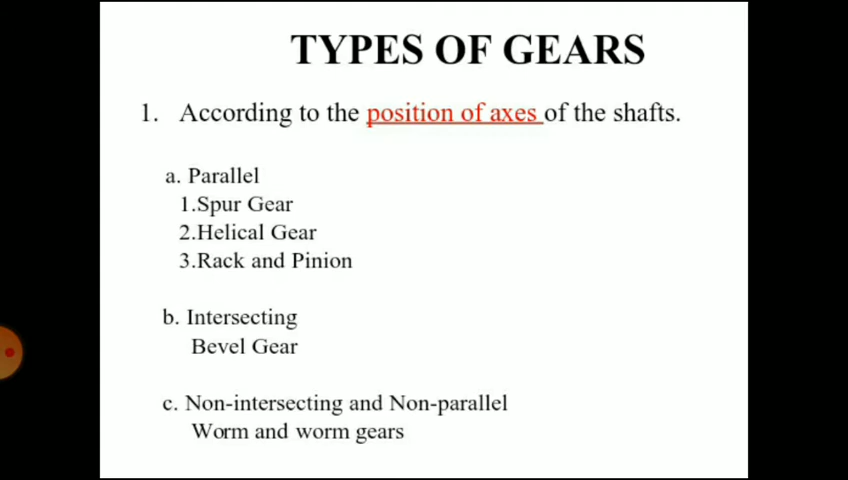 TYPES OF GEARS
1. According to the position of axes of the shafts.
a. Parallel
1.Spur Gear
2.Helical Gear
3.Rack and Pinion
b. Intersecting
Bevel Gear
c. Non-intersecting and Non-parallel
Worm and worm gears